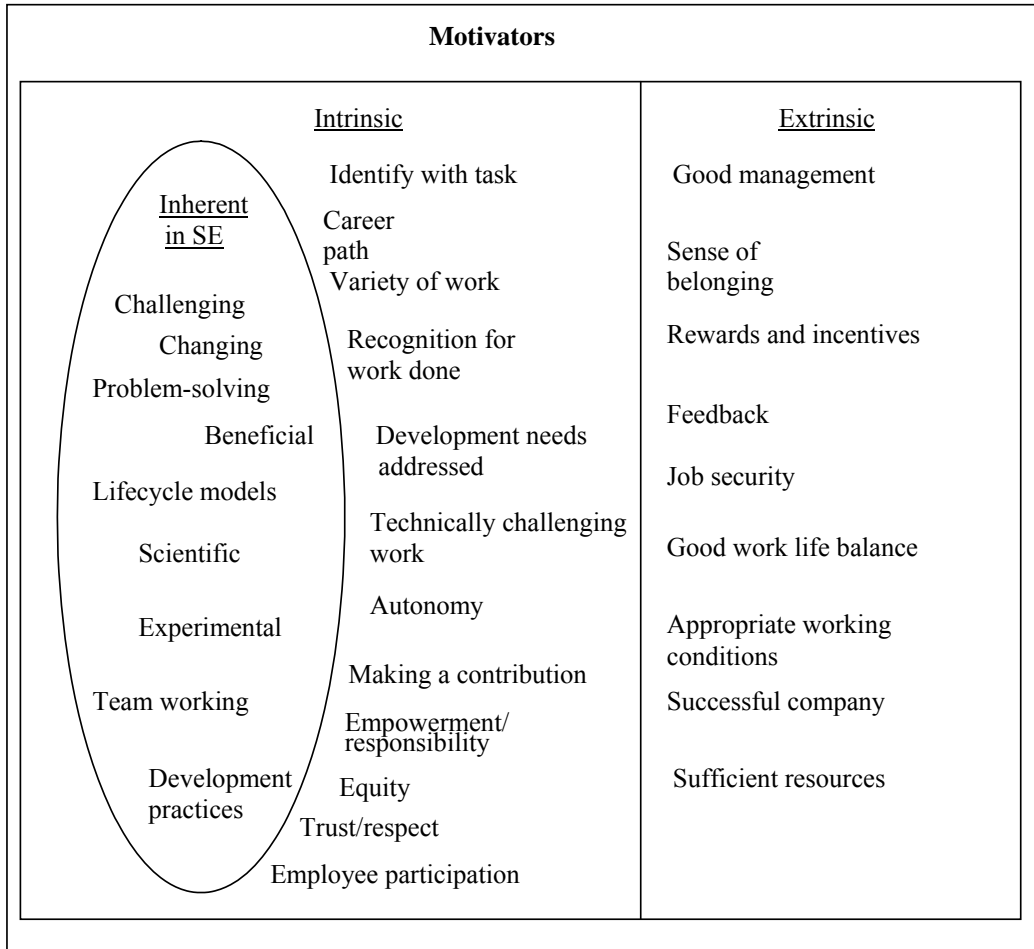 Motivators
Intrinsic
Inherent
in SE
Challenging
Changing
Problem-solving
Beneficial
Lifecycle models
Scientific
Experimental
Team working
Development
practices
Identify with task
Career
path
Variety of work
Recognition for
work done
Development needs
addressed
Technically challenging
work
Autonomy
Making a contribution
Empowerment/
responsibility
Equity
Trust/respect
Employee participation
Extrinsic
Good management
Sense of
belonging
Rewards and incentives
Feedback
Job security
Good work life balance
Appropriate working
conditions
Successful company
Sufficient resources